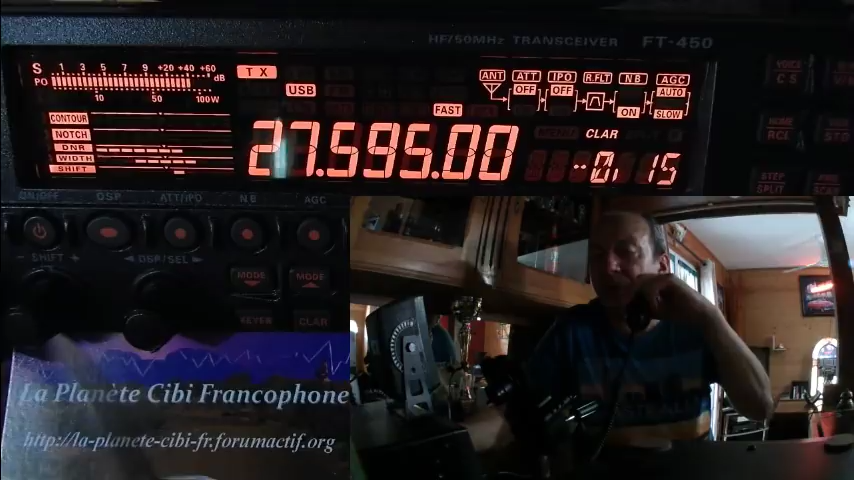 HF/50MHz TRANSCEIVER FT-450
S 1 3 5 7 9 +20 +40 +60 dB
PO 10 50 100W
TX
USB
FAST
ANT ATT IPO R.FLT NB AGC
OFF OFF ON AUTO
SLOW
CONTOUR
NOTCH
DNR
WIDTH
SHIFT
27.595.00
MENU CLAR
-0.15
VOICE
C S
HOME
RCL
STEP
SPLIT
ON/OFF DSP ATT/IPO NB AGC
SHIFT + ◄DSP/SEL►
MODE MODE
KEYER CLAR
La Planète Cibi Francophone
http://la-planete-cibi-fr.forumactif.org